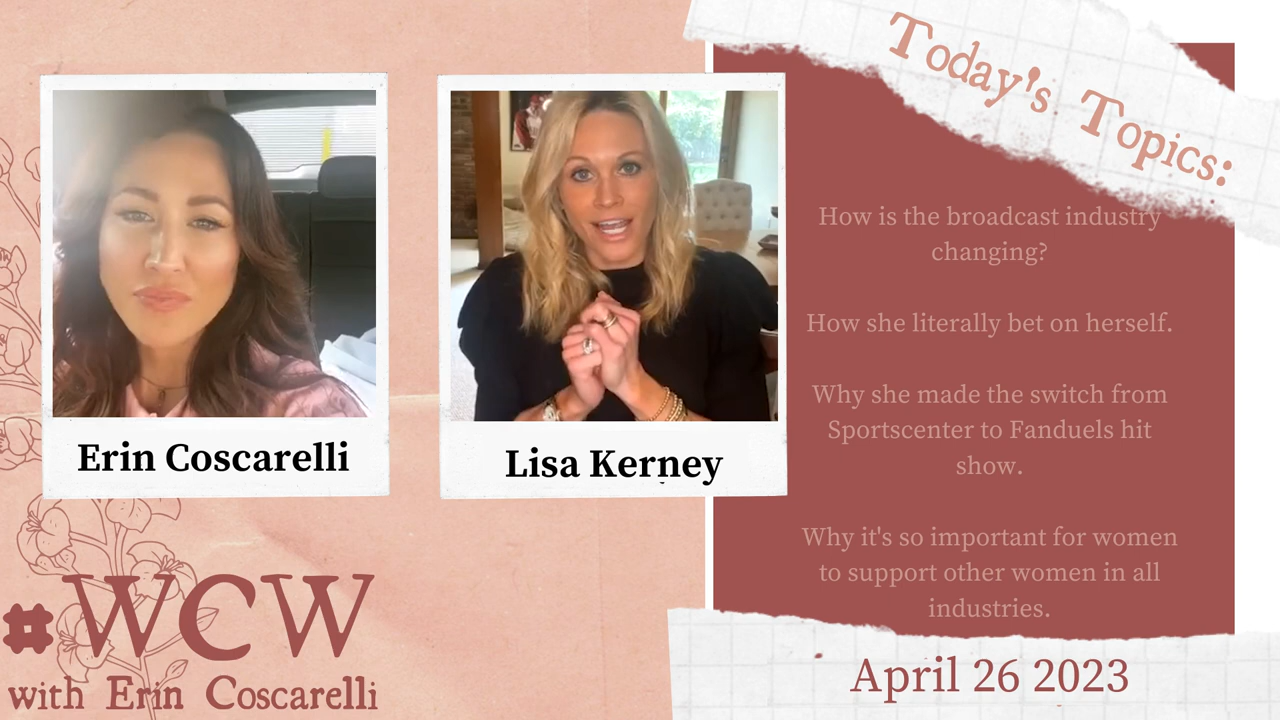 Today's Topics:
How is the broadcast industry
changing?
How she literally bet on herself.
Why she made the switch from
Sportscenter to Fanduels hit
show.
Why it's so important for women
to support other women in all
industries.
Erin Coscarelli
Lisa Kerney
#WCW
with Erin Coscarelli
April 26 2023